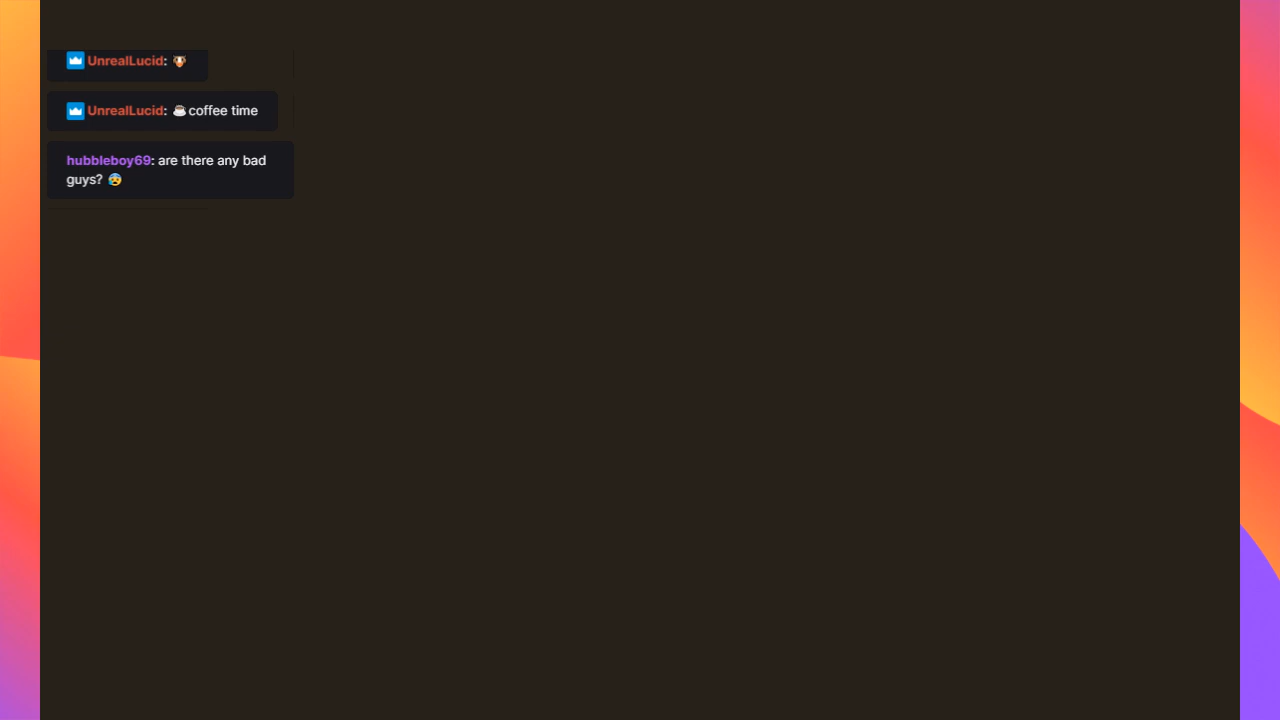 UnrealLucid: 🐮
UnrealLucid: ☕coffee time
hubbleboy69: are there any bad
guys? 😰